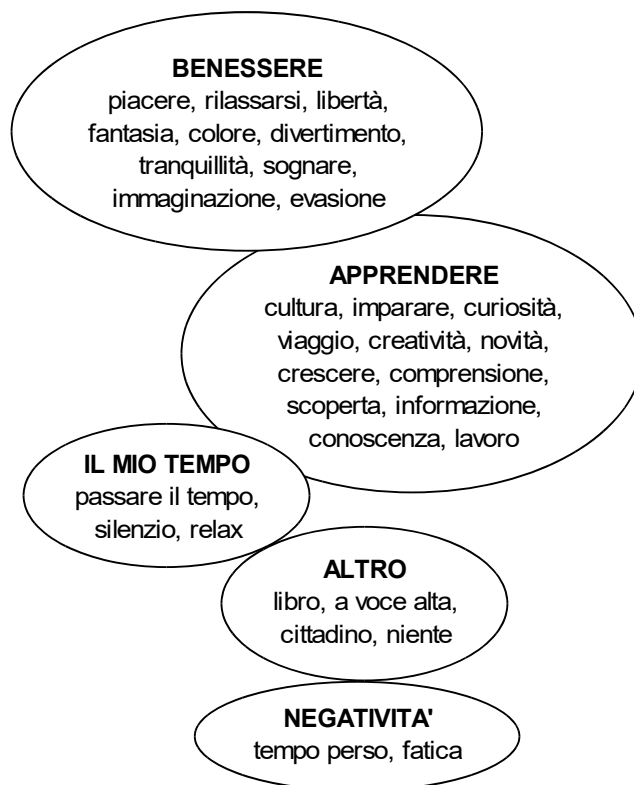 BENESSERE
piacere, rilassarsi, libertà,
fantasia, colore, divertimento,
tranquillità, sognare,
immaginazione, evasione
APPRENDERE
cultura, imparare, curiosità,
viaggio, creatività, novità,
crescere, comprensione,
scoperta, informazione,
conoscenza, lavoro
IL MIO TEMPO
passare il tempo,
silenzio, relax
ALTRO
libro, a voce alta,
cittadino, niente
NEGATIVITA'
tempo perso, fatica